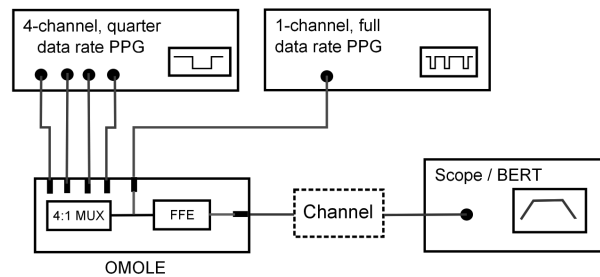 4-channel, quarter
data rate PPG
1-channel, full
data rate PPG
Scope / BERT
4:1 MUX
FFE
Channel
OMOLE